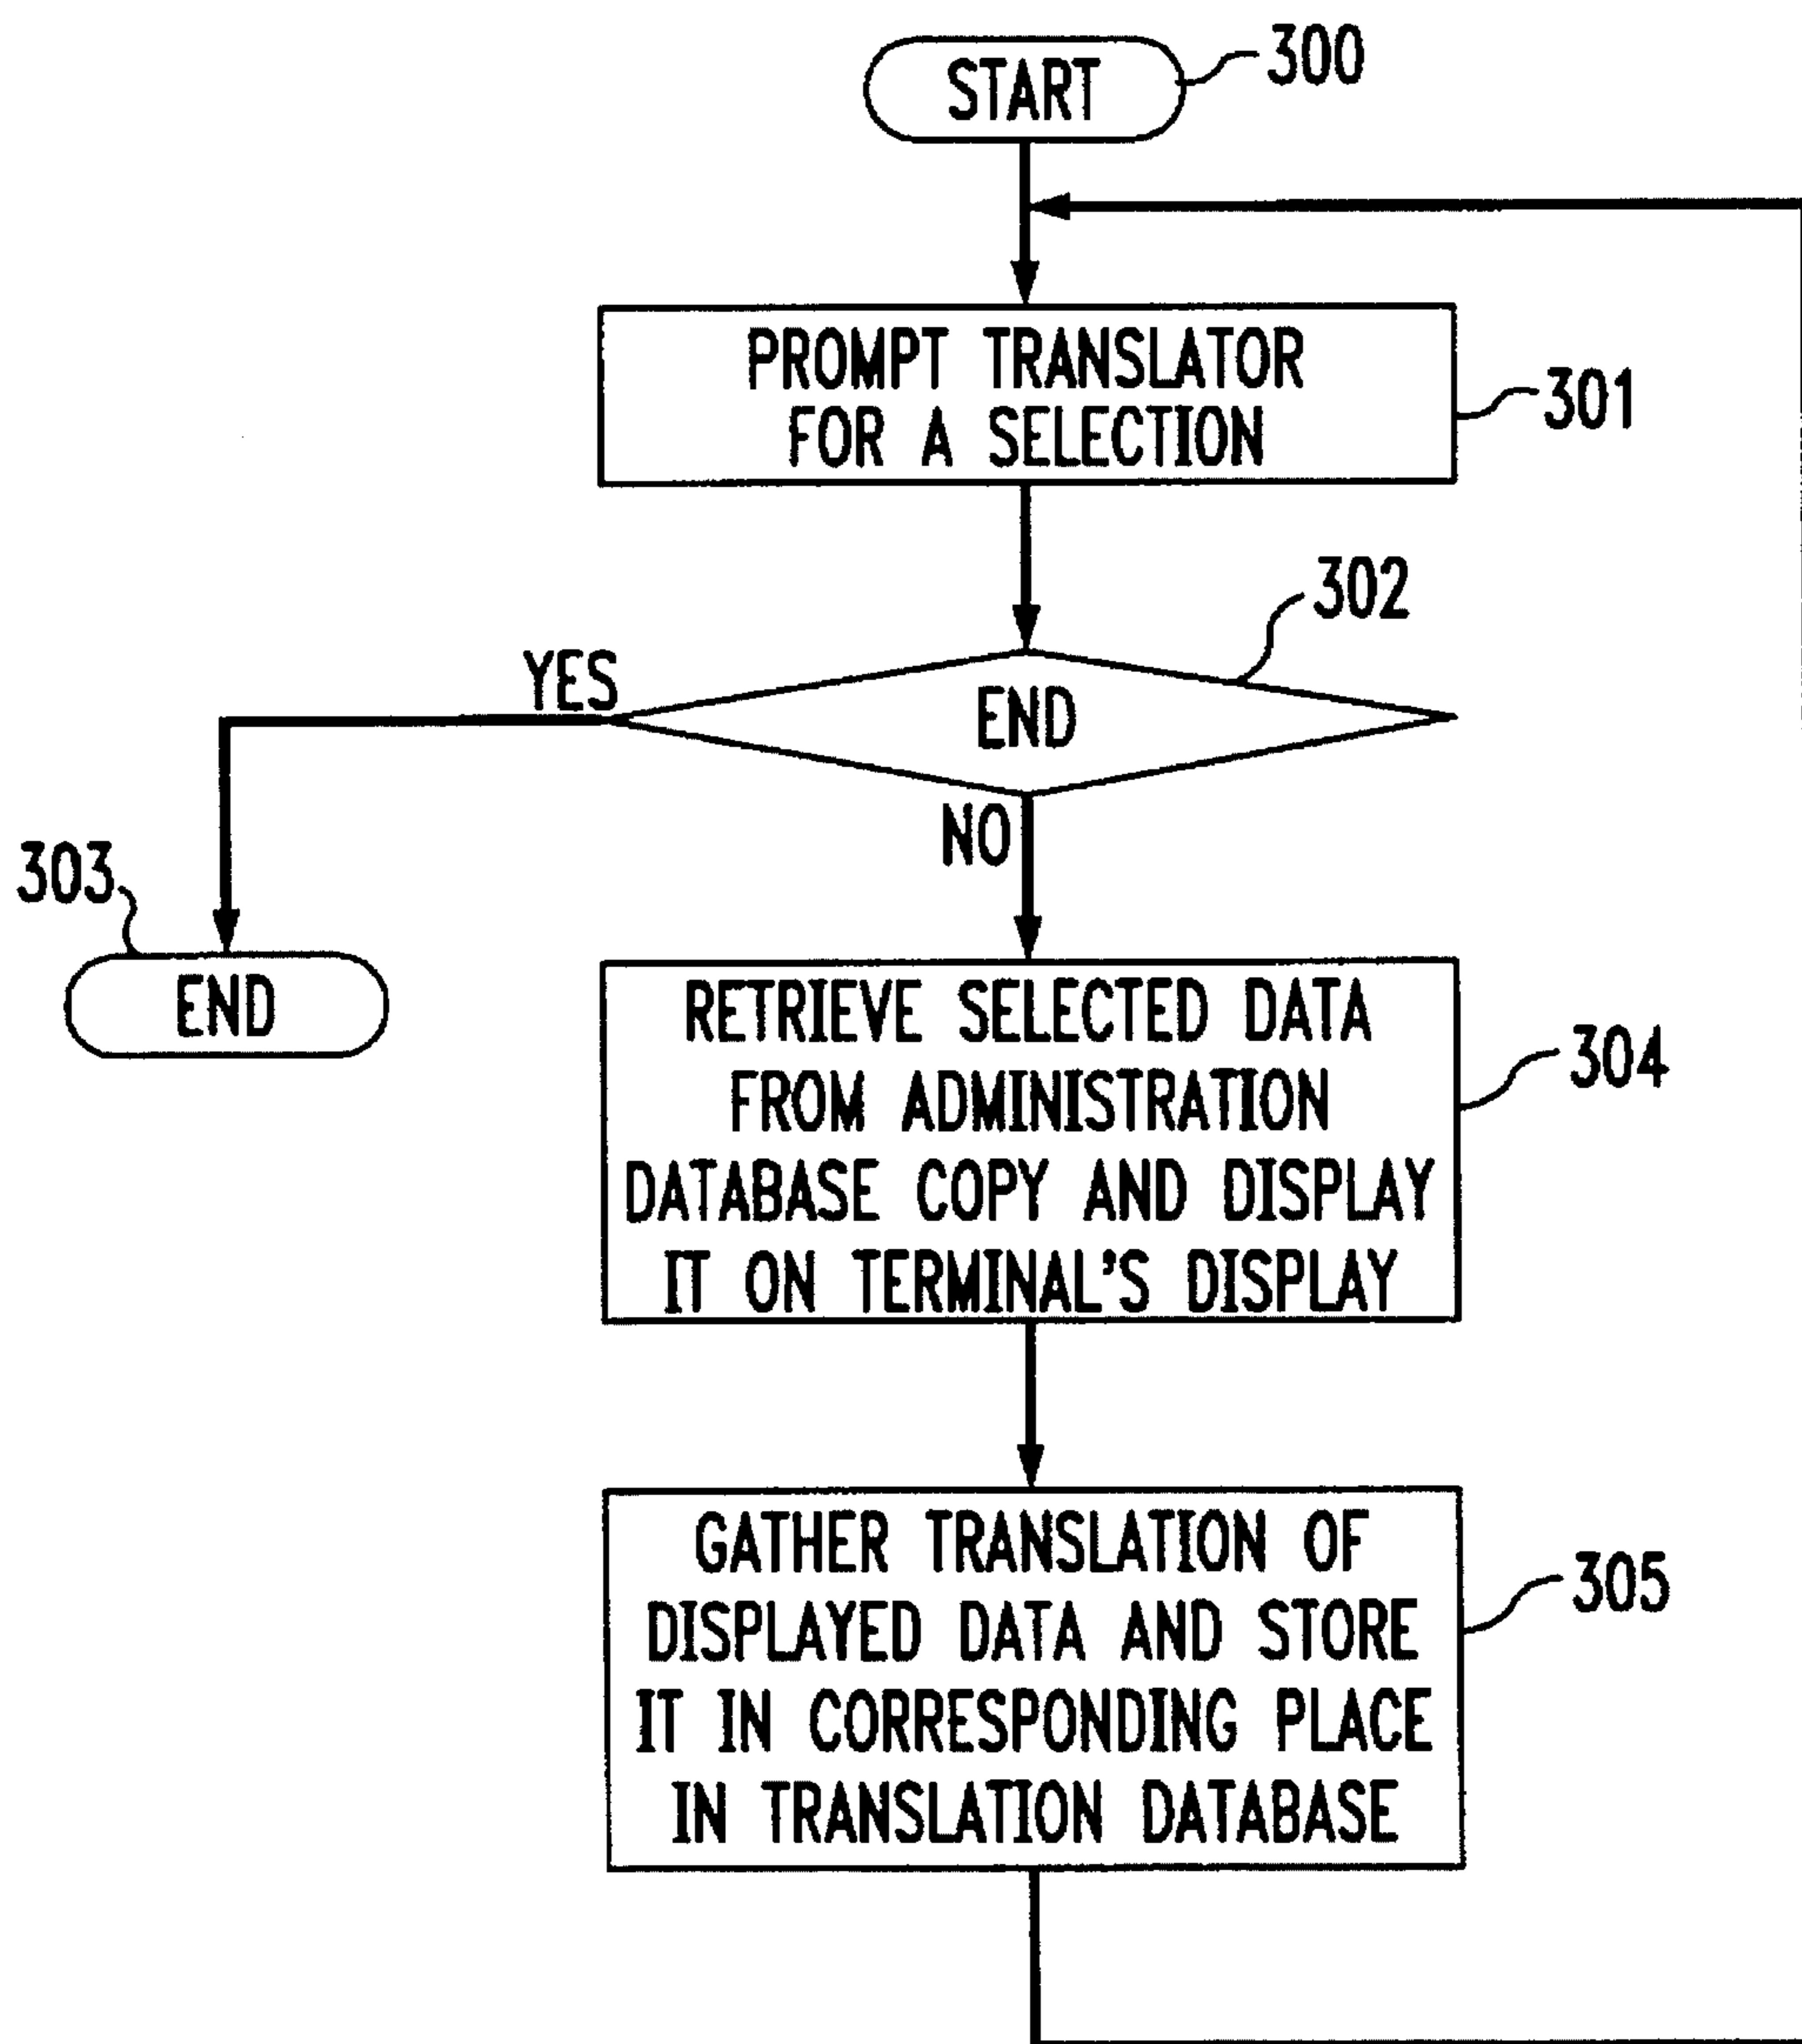 START
300
PROMPT TRANSLATOR
FOR A SELECTION
301
302
YES
END
NO
303
END
RETRIEVE SELECTED DATA
FROM ADMINISTRATION
DATABASE COPY AND DISPLAY
IT ON TERMINAL'S DISPLAY
304
GATHER TRANSLATION OF
DISPLAYED DATA AND STORE
IT IN CORRESPONDING PLACE
IN TRANSLATION DATABASE
305